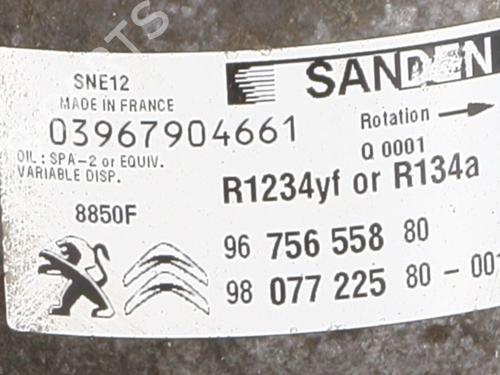 SNE12
SANDEN
MADE IN FRANCE
03967904661
Rotation
OIL : SPA-2 OR EQUIV.
VARIABLE DISP.
Q 0001
R1234yf or R134a
8850F
96 756 558 80
98 077 225 80 - 001